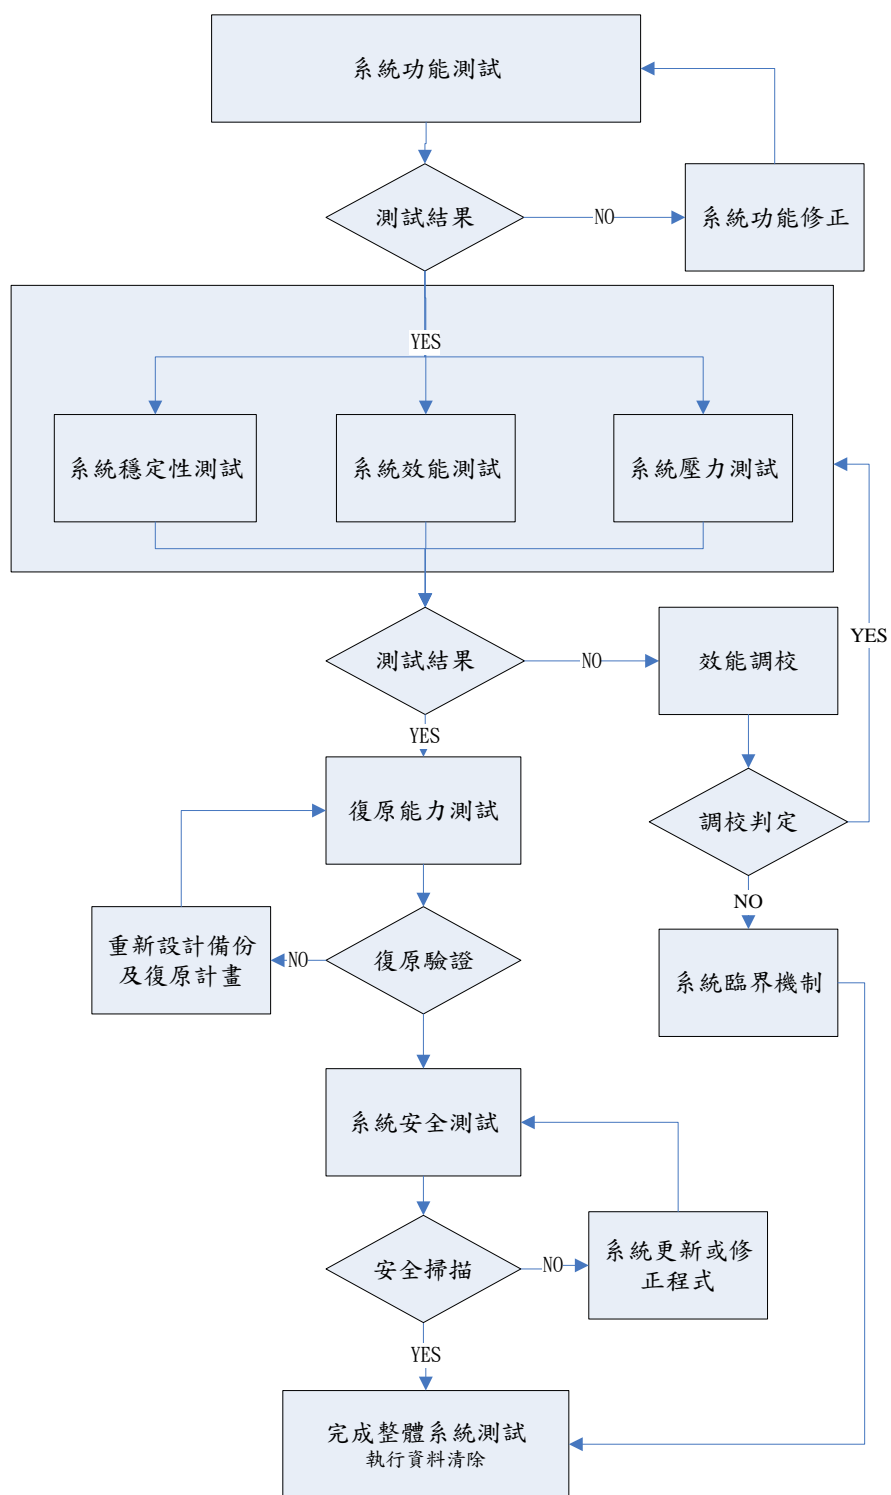 系統功能測試
測試結果
NO
系統功能修正
YES
系統穩定性測試
系統效能測試
系統壓力測試
測試結果
NO
效能調校
YES
YES
復原能力測試
調校判定
NO
重新設計備份
及復原計畫
NO
復原驗證
系統臨界機制
系統安全測試
安全掃描
NO
系統更新或修
正程式
YES
完成整體系統測試
執行資料清除